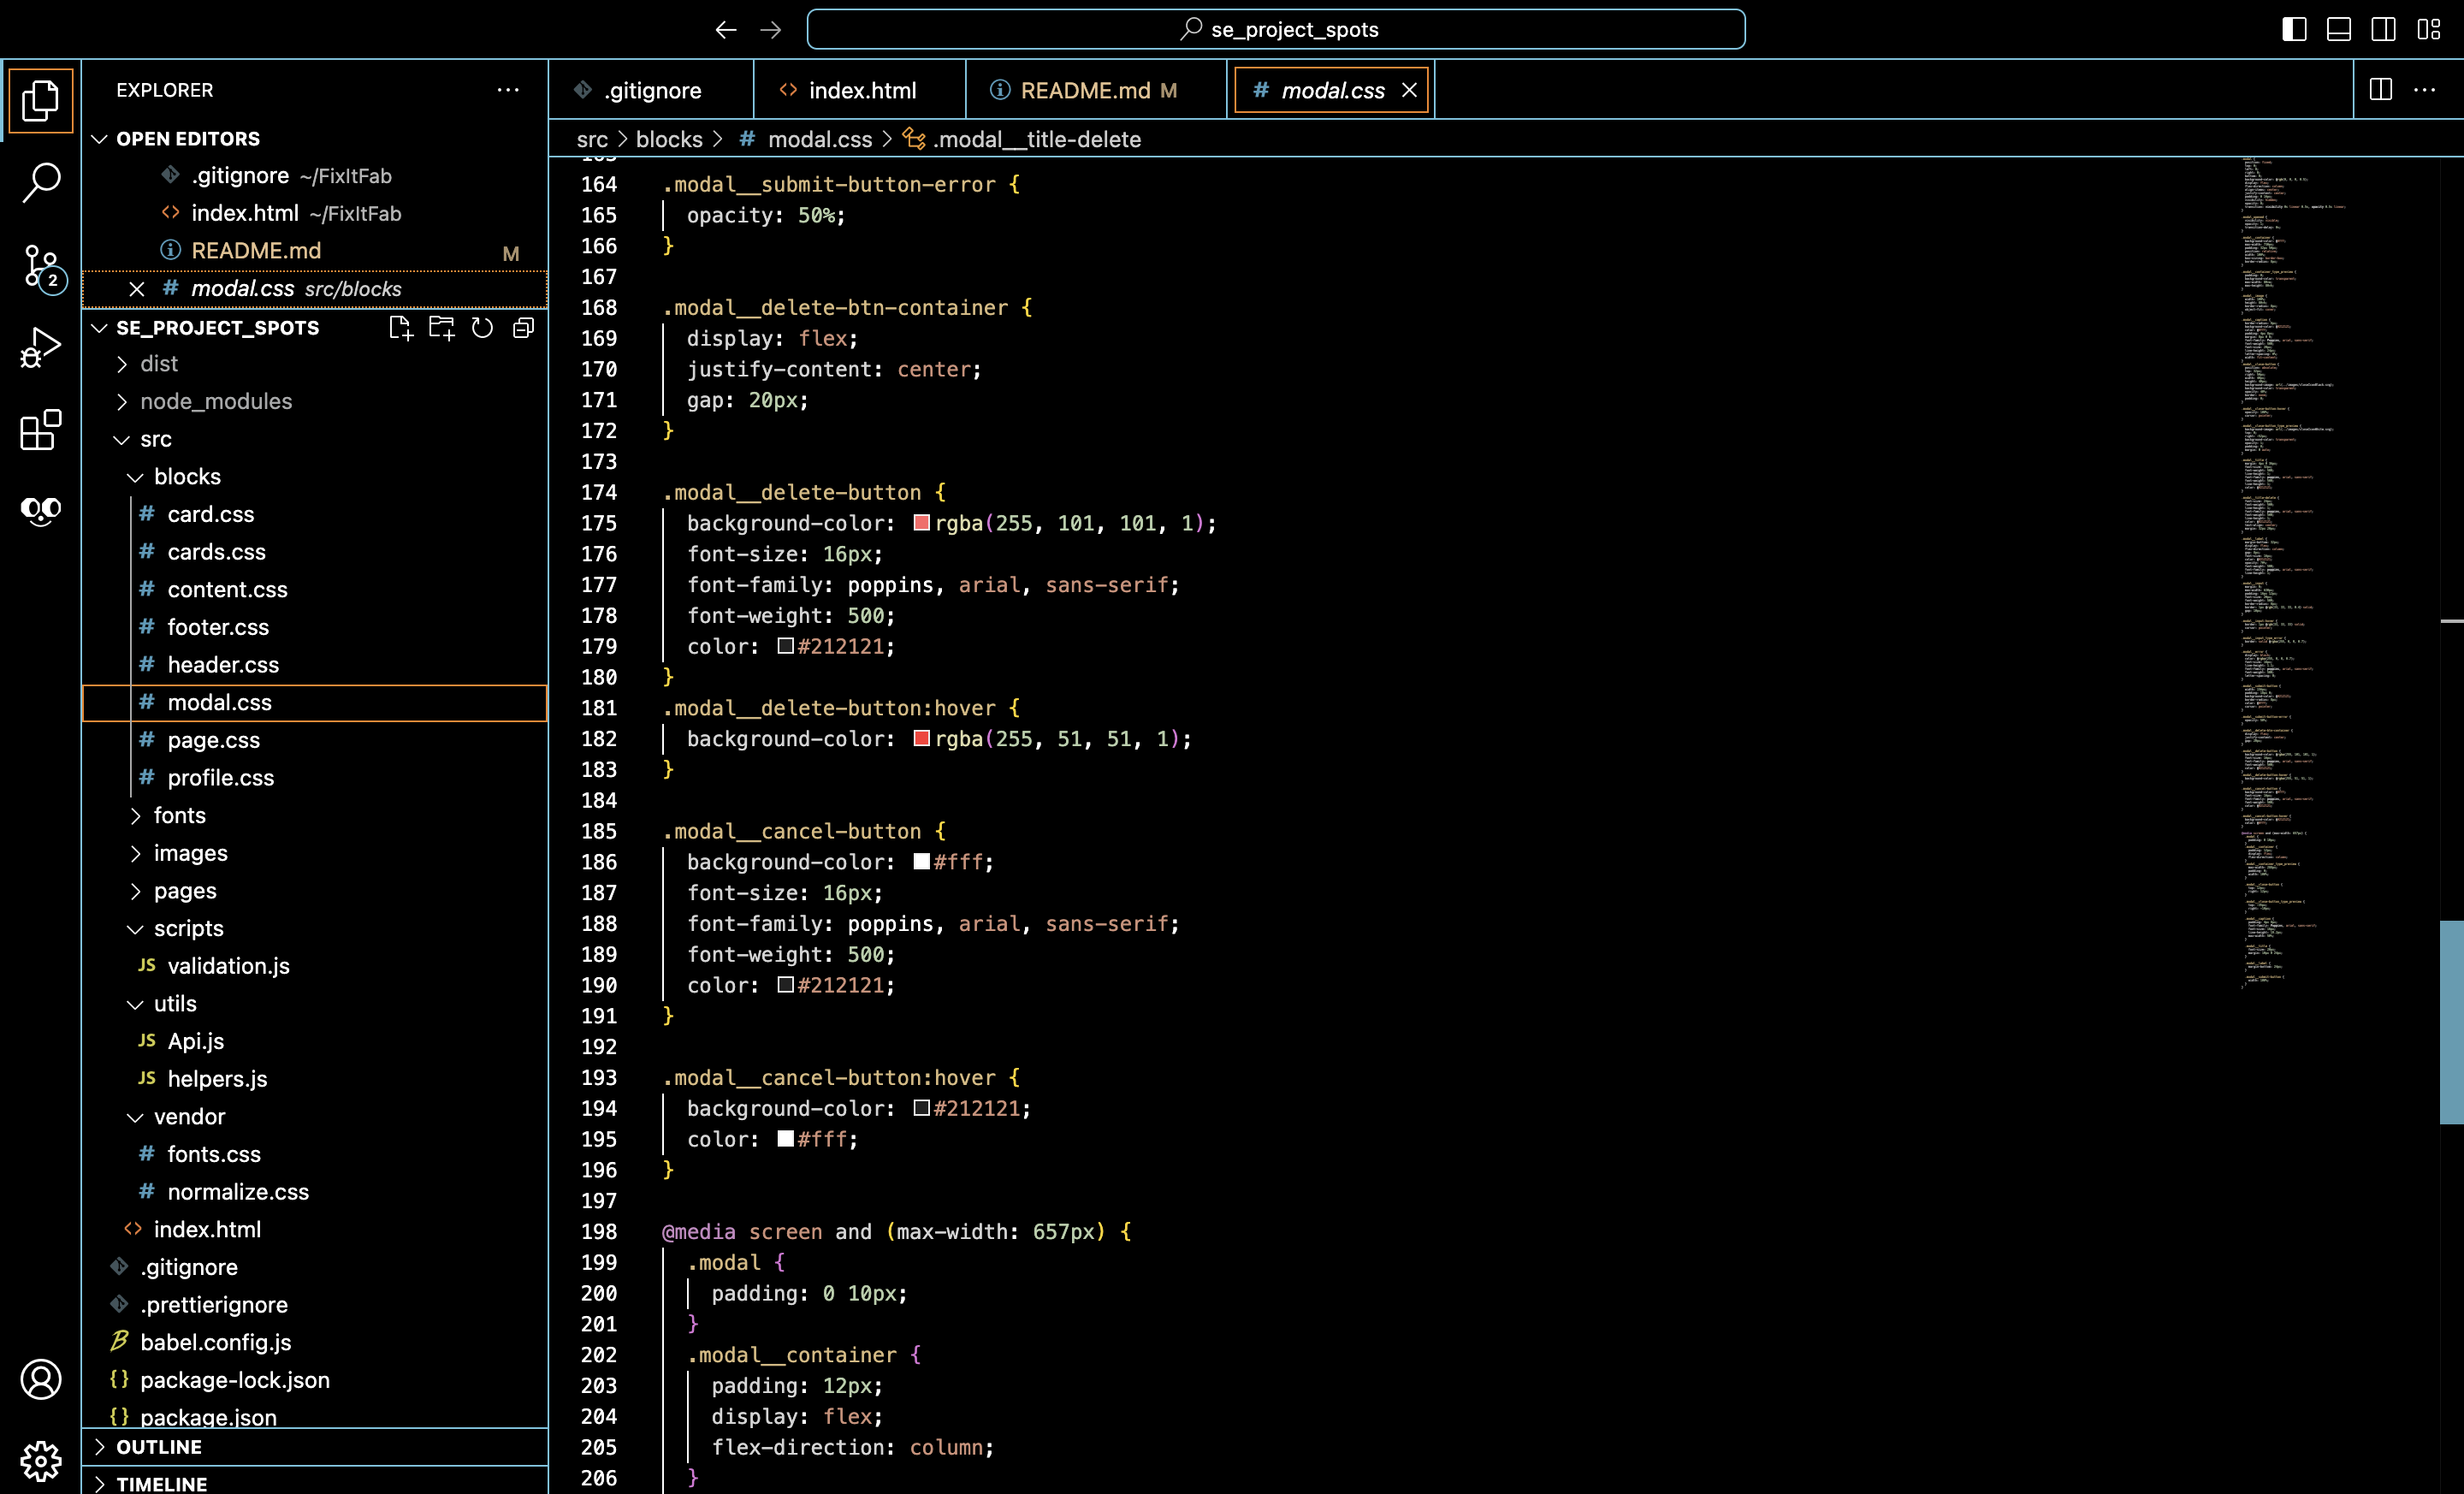 se_project_spots
EXPLORER
OPEN EDITORS
.gitignore ~/FixItFab
index.html ~/FixItFab
README.md M
modal.css src/blocks
2
SE_PROJECT_SPOTS
dist
node_modules
src
blocks
card.css
cards.css
content.css
footer.css
header.css
modal.css
page.css
profile.css
fonts
images
pages
scripts
JS validation.js
utils
JS Api.js
JS helpers.js
vendor
fonts.css
normalize.css
index.html
.gitignore
.prettierignore
babel.config.js
package-lock.json
package.json
OUTLINE
TIMELINE
.gitignore
index.html
README.md M
modal.css
src > blocks > # modal.css > .modal__title-delete
164 .modal__submit-button-error {
165 opacity: 50%;
166 }
167
168 .modal__delete-btn-container {
169 display: flex;
170 justify-content: center;
171 gap: 20px;
172 }
173
174 .modal__delete-button {
175 background-color: rgba(255, 101, 101, 1);
176 font-size: 16px;
177 font-family: poppins, arial, sans-serif;
178 font-weight: 500;
179 color: #212121;
180 }
181 .modal__delete-button:hover {
182 background-color: rgba(255, 51, 51, 1);
183 }
184
185 .modal__cancel-button {
186 background-color: #fff;
187 font-size: 16px;
188 font-family: poppins, arial, sans-serif;
189 font-weight: 500;
190 color: #212121;
191 }
192
193 .modal__cancel-button:hover {
194 background-color: #212121;
195 color: #fff;
196 }
197
198 @media screen and (max-width: 657px) {
199 .modal {
200 padding: 0 10px;
201 }
202 .modal__container {
203 padding: 12px;
204 display: flex;
205 flex-direction: column;
206 }